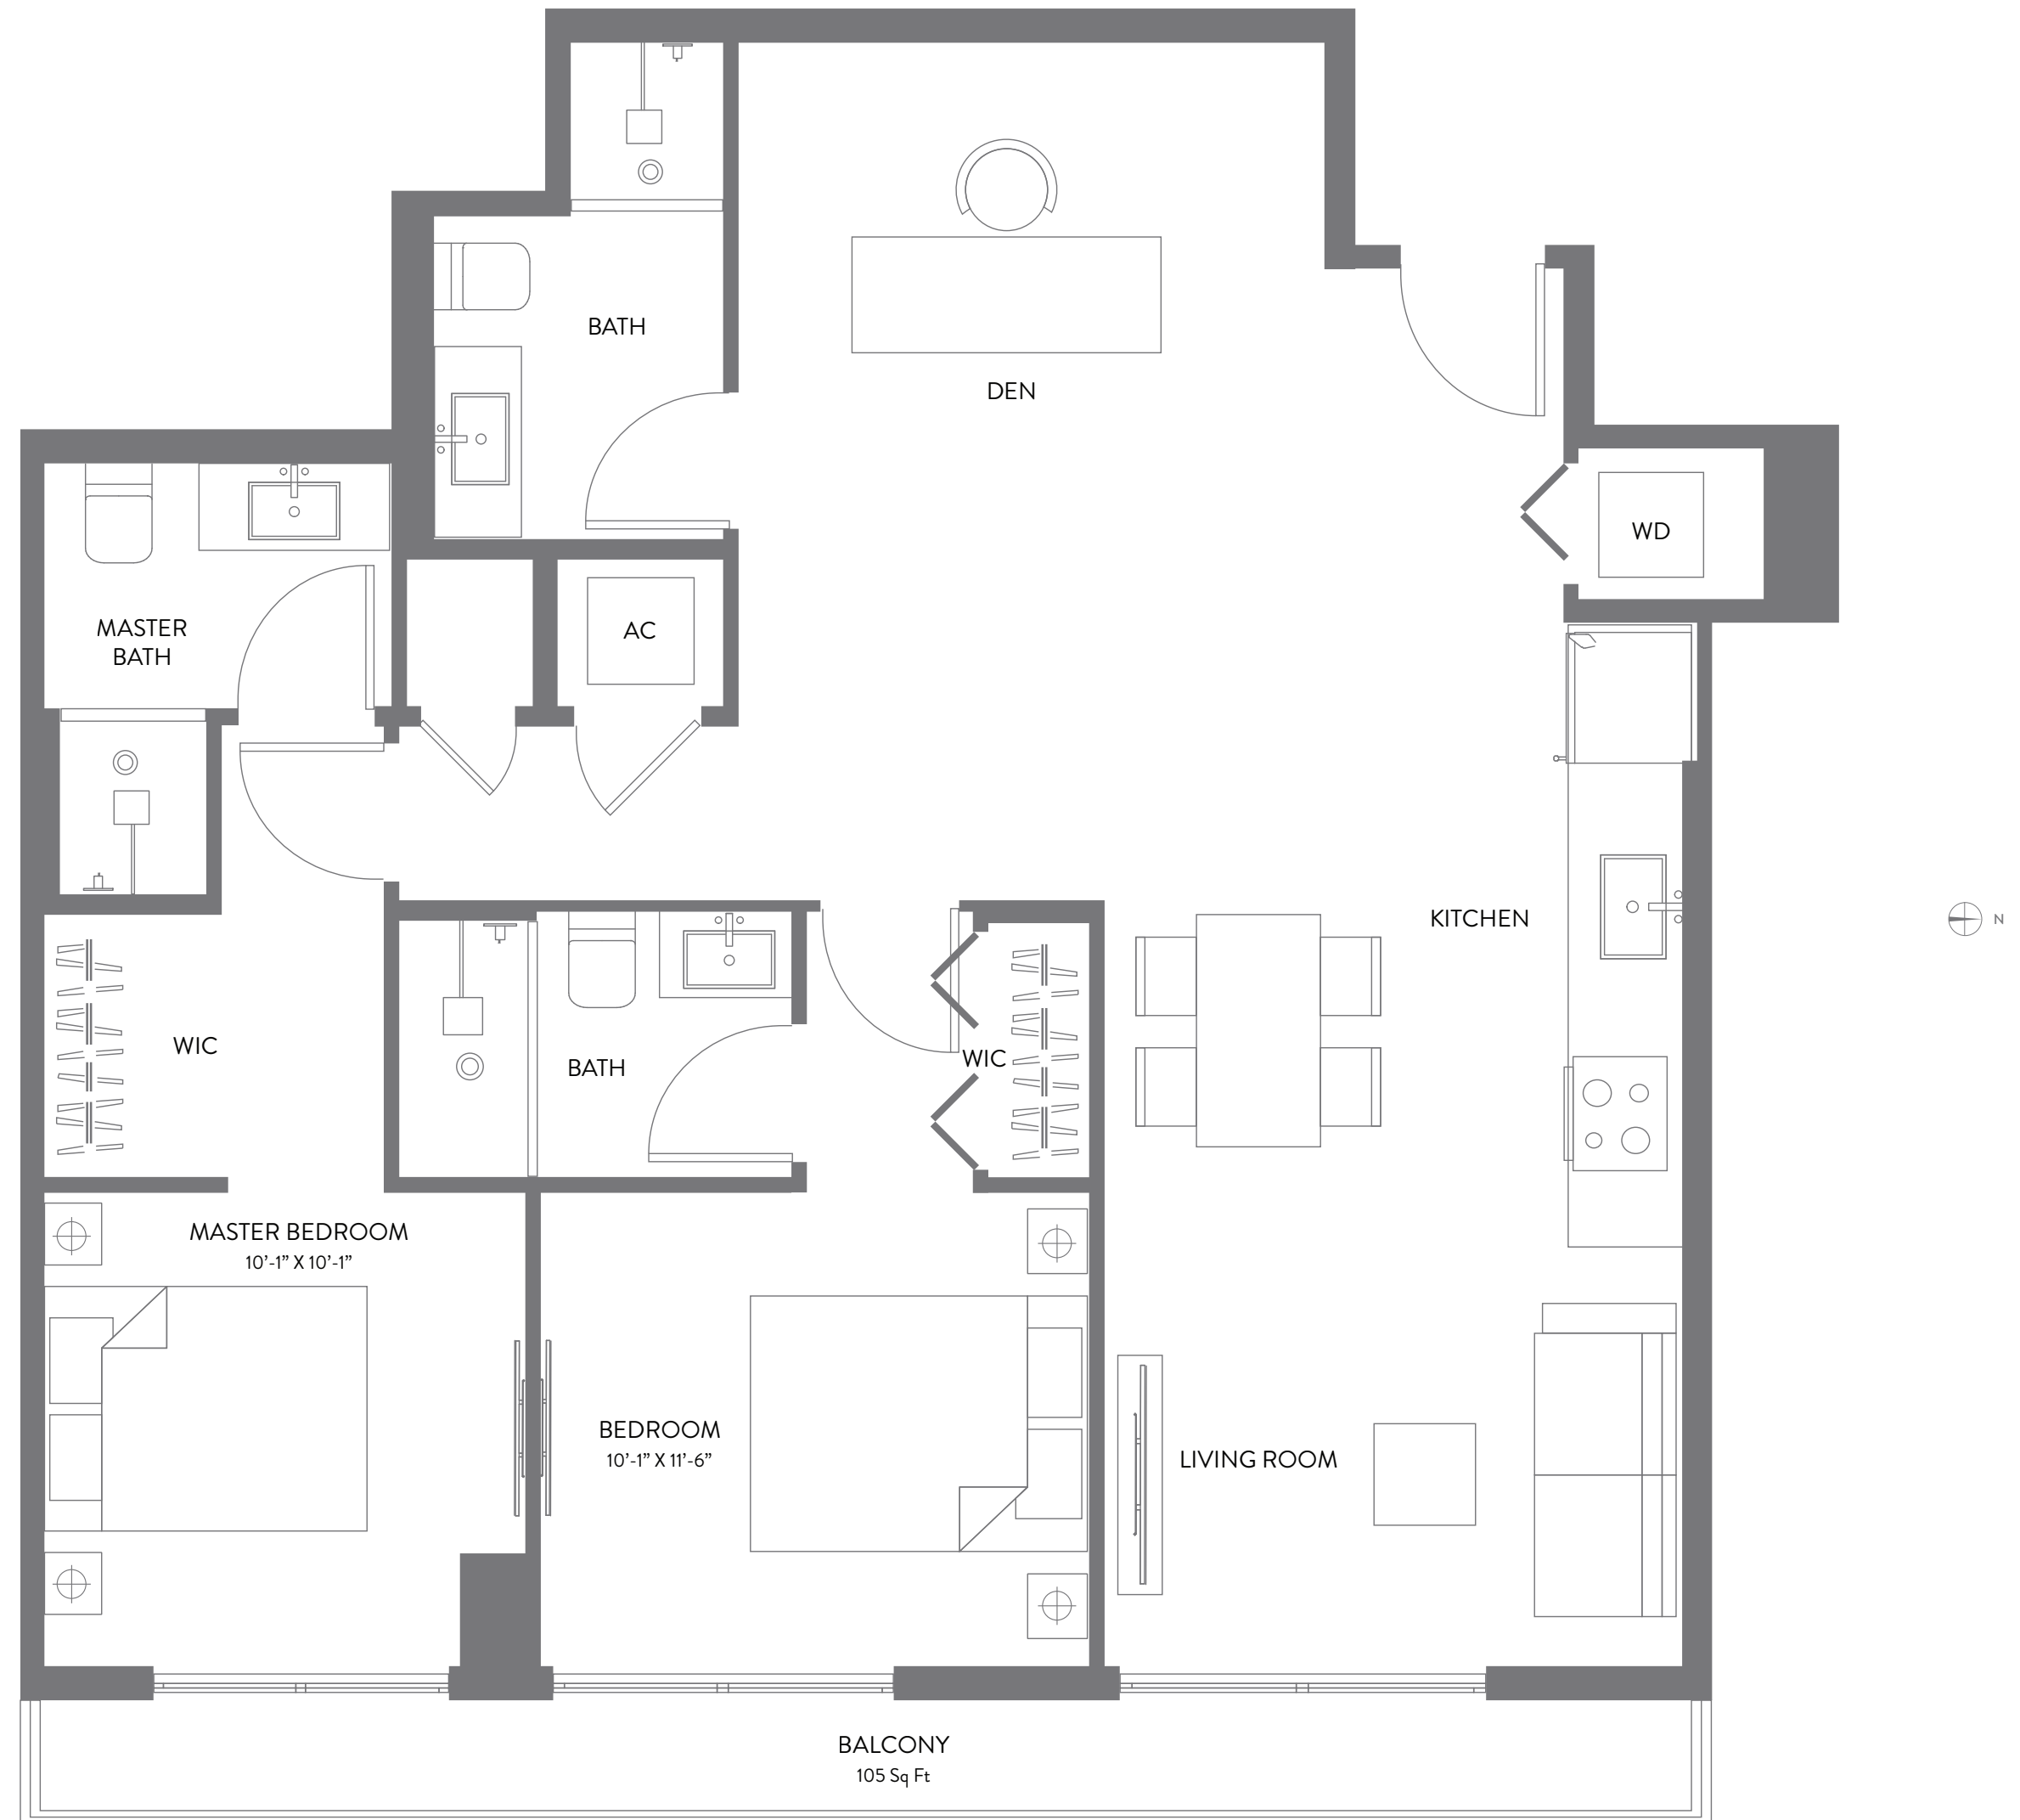 BATH
DEN
WD
MASTER
BATH
AC
KITCHEN
N
WIC
BATH
WIC
MASTER BEDROOM
10’-1” X 10’-1”
BEDROOM
10’-1” X 11’-6”
LIVING ROOM
BALCONY
105 Sq Ft